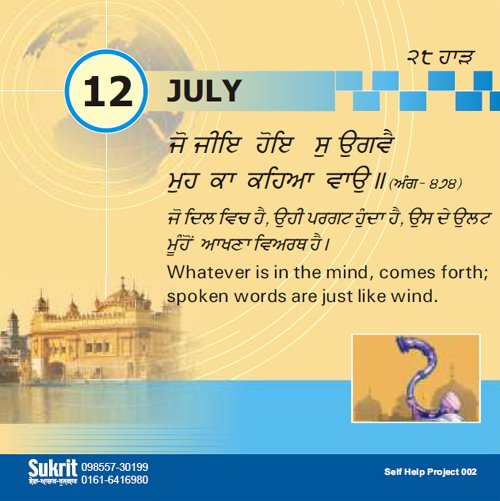 ੨੮ ਹਾੜ
12 JULY
ਜੋ ਜੀਇ ਹੋਇ ਸੁ ਉਗਵੈ
ਮੁਹ ਕਾ ਕਹਿਆ ਵਾਉ॥ (ਅੰਗ - ੪੭੪)
ਜੋ ਦਿਲ ਵਿਚ ਹੈ, ਉਹੀ ਪਰਗਟ ਹੁੰਦਾ ਹੈ, ਉਸ ਦੇ ਉਲਟ
ਮੂੰਹੋਂ ਆਖਣਾ ਵਿਅਰਥ ਹੈ।
Whatever is in the mind, comes forth;
spoken words are just like wind.
Sukrit 098557-30199
0161-6416980
Self Help Project 002